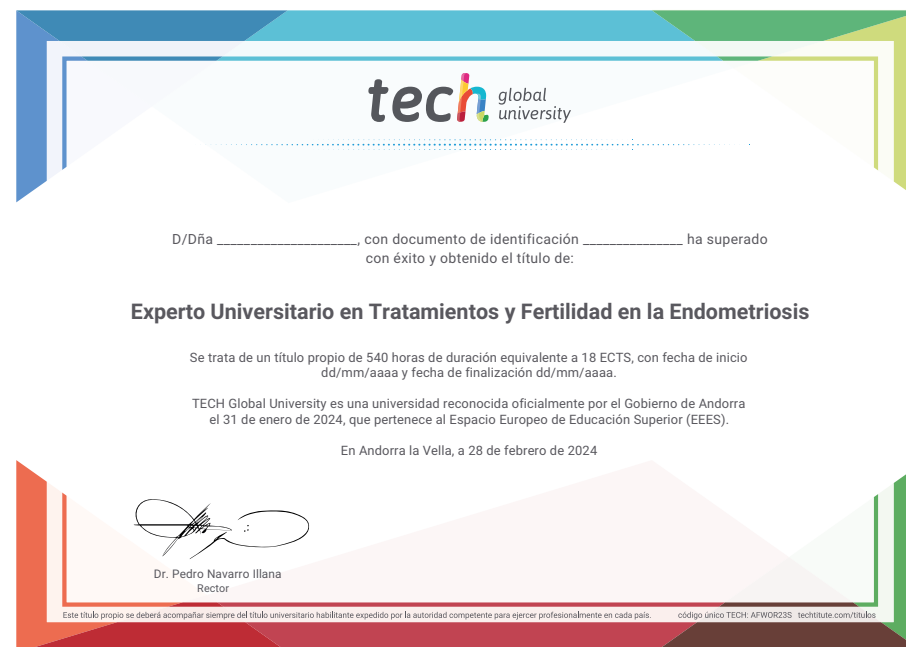 tech global university
D/Dña _____________________, con documento de identificación _______________ ha superado
con éxito y obtenido el título de:
Experto Universitario en Tratamientos y Fertilidad en la Endometriosis
Se trata de un título propio de 540 horas de duración equivalente a 18 ECTS, con fecha de inicio
dd/mm/aaaa y fecha de finalización dd/mm/aaaa.
TECH Global University es una universidad reconocida oficialmente por el Gobierno de Andorra
el 31 de enero de 2024, que pertenece al Espacio Europeo de Educación Superior (EEES).
En Andorra la Vella, a 28 de febrero de 2024
Dr. Pedro Navarro Illana
Rector
Este título propio se deberá acompañar siempre del título universitario habilitante expedido por la autoridad competente para ejercer profesionalmente en cada país. código único TECH: AFWOR23S techtitute.com/titulos